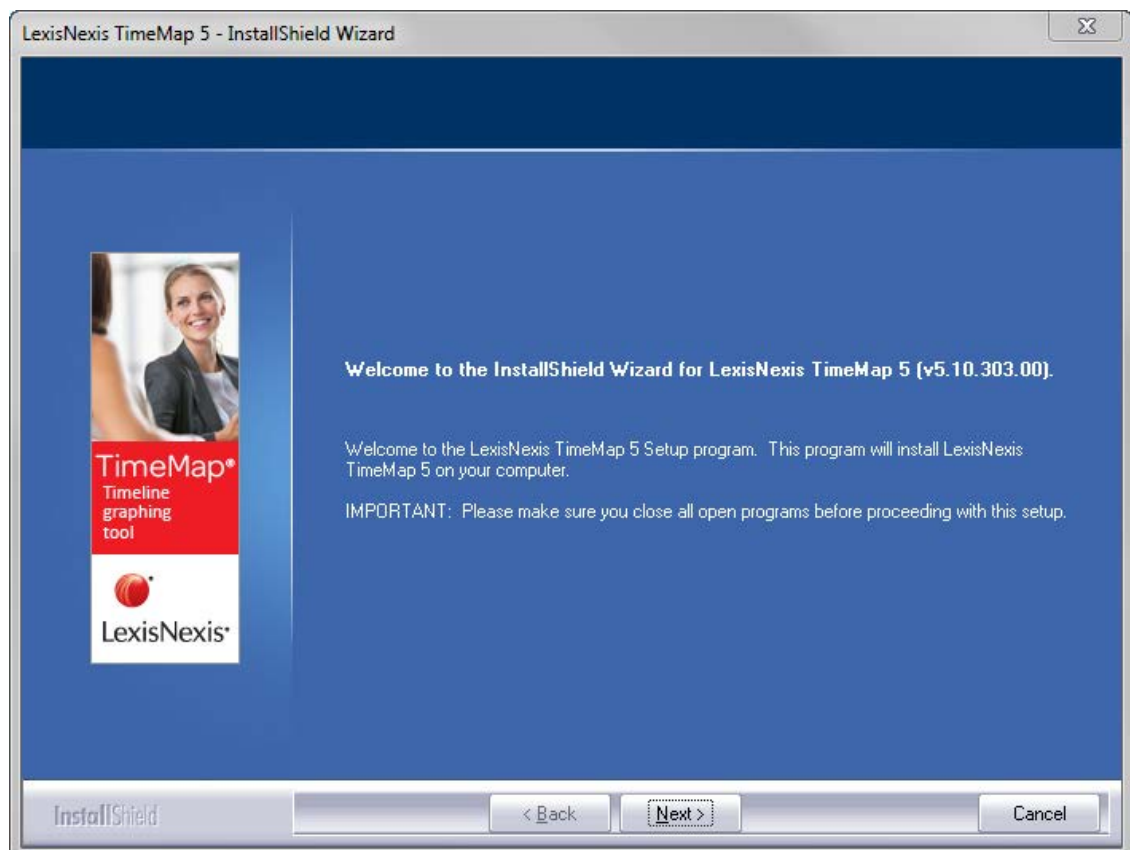 LexisNexis TimeMap 5 - InstallShield Wizard
TimeMap®
Timeline
graphing
tool
LexisNexis®
Welcome to the InstallShield Wizard for LexisNexis TimeMap 5 (v5.10.303.00).
Welcome to the LexisNexis TimeMap 5 Setup program.  This program will install LexisNexis
TimeMap 5 on your computer.
IMPORTANT:  Please make sure you close all open programs before proceeding with this setup.
InstallShield
< Back
Next >
Cancel